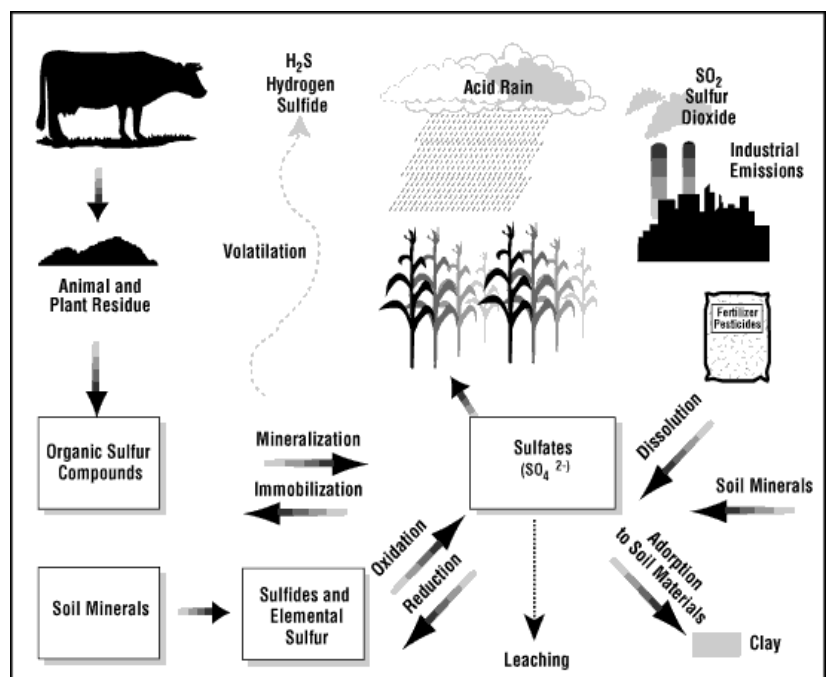 H₂S
Hydrogen
Sulfide
Acid Rain
SO₂
Sulfur
Dioxide
Industrial
Emissions
Volatilation
Animal and
Plant Residue
Fertilizer
Pesticides
Organic Sulfur
Compounds
Mineralization
Immobilization
Sulfates
(SO₄ ²⁻)
Dissolution
Soil Minerals
Oxidation
Reduction
Adorption
to Soil Materials
Soil Minerals
Sulfides and
Elemental
Sulfur
Leaching
Clay